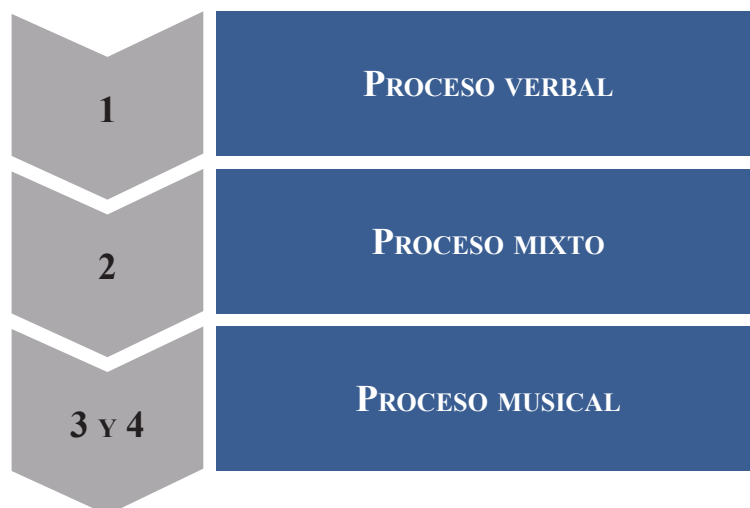 1
Proceso verbal
2
Proceso mixto
3 y 4
Proceso musical